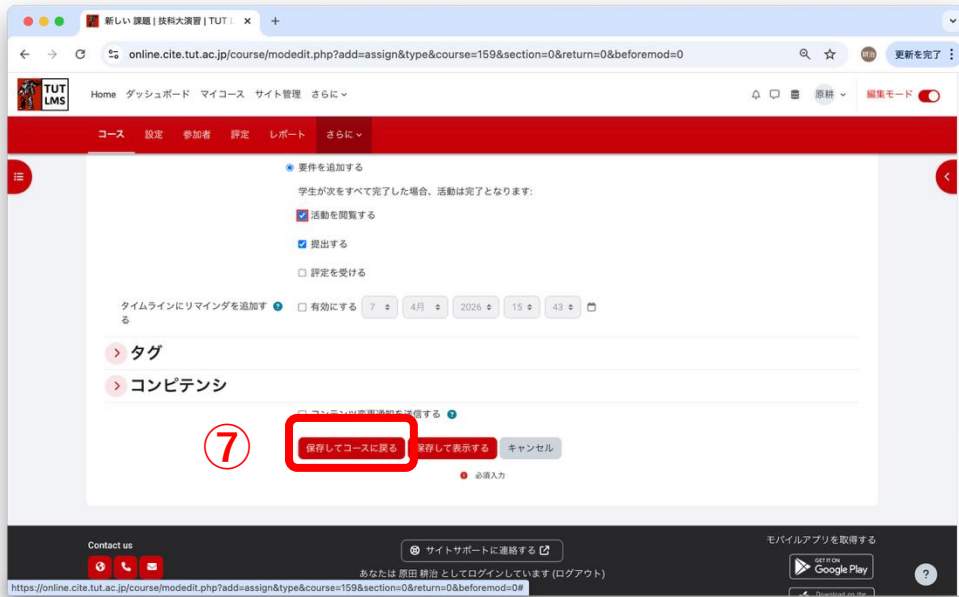 新しい 課題 | 技科大演習 | TUT L
online.cite.tut.ac.jp/course/modedit.php?add=assign&type&course=159&section=0&return=0&beforemod=0
更新を完了
TUT LMS
Home ダッシュボード マイコース サイト管理 さらに
原耕
編集モード
コース 設定 参加者 評定 レポート さらに
要件を追加する
学生が次をすべて完了した場合、活動は完了となります:
活動を閲覧する
提出する
評定を受ける
タイムラインにリマインダを追加す
る
有効にする 7 4月 2026 15 43
タグ
コンピテンシ
コンテンツ変更通知を送信する
⑦
保存してコースに戻る 保存して表示する キャンセル
必須入力
Contact us
サイトサポートに連絡する
モバイルアプリを取得する
あなたは 原田 耕治 としてログインしています (ログアウト)
GET IT ON
Google Play
Download on the
https://online.cite.tut.ac.jp/course/modedit.php?add=assign&type&course=159&section=0&return=0&beforemod=0#